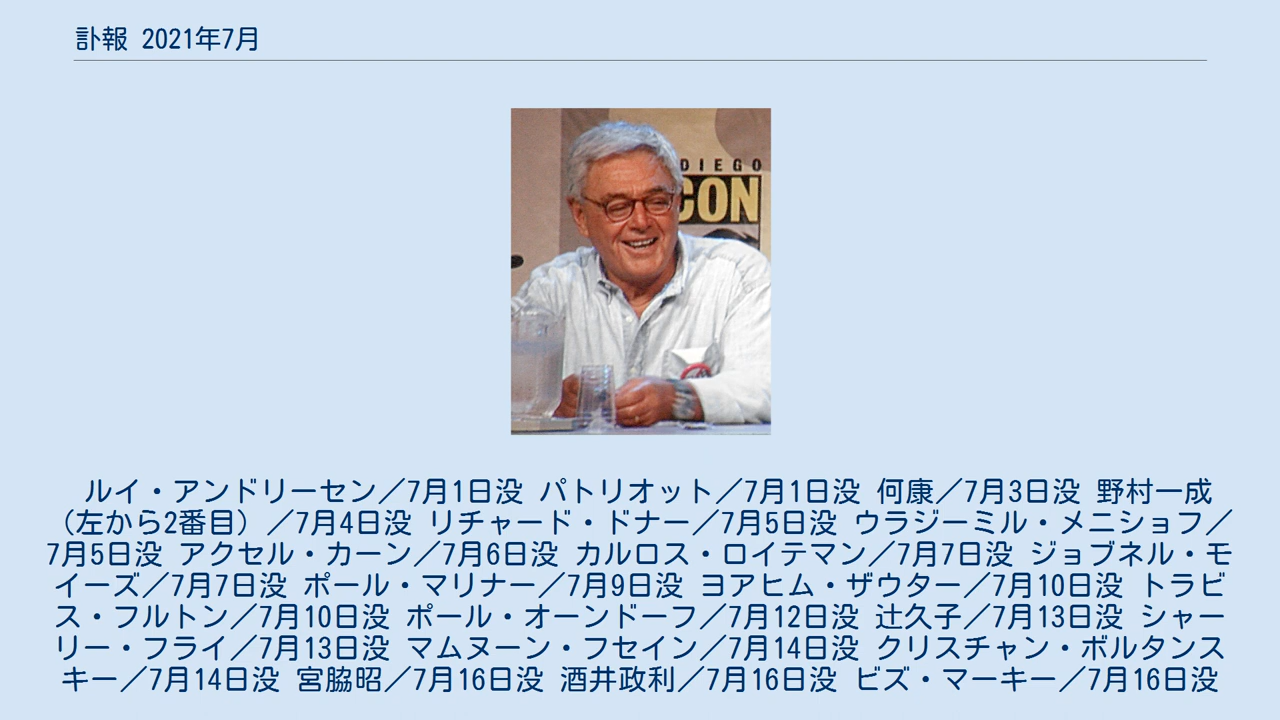 訃報 2021年7月
DIEGO
CON
ルイ・アンドリーセン／7月1日没 パトリオット／7月1日没 何康／7月3日没 野村一成
（左から2番目）／7月4日没 リチャード・ドナー／7月5日没 ウラジーミル・メニショフ／
7月5日没 アクセル・カーン／7月6日没 カルロス・ロイテマン／7月7日没 ジョブネル・モ
イーズ／7月7日没 ポール・マリナー／7月9日没 ヨアヒム・ザウター／7月10日没 トラビ
ス・フルトン／7月10日没 ポール・オーンドーフ／7月12日没 辻久子／7月13日没 シャー
リー・フライ／7月13日没 マムヌーン・フセイン／7月14日没 クリスチャン・ボルタンス
キー／7月14日没 宮脇昭／7月16日没 酒井政利／7月16日没 ビズ・マーキー／7月16日没